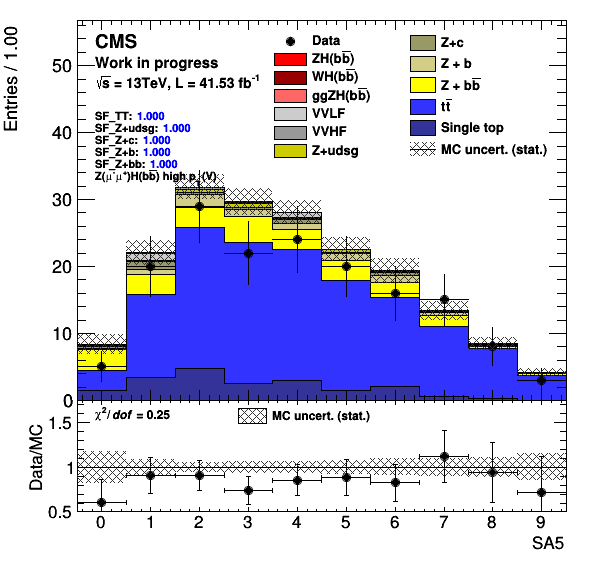 Entries / 1.00
50
40
30
20
10
0
CMS
Work in progress
√s = 13TeV, L = 41.53 fb⁻¹
SF_TT: 1.000
SF_Z+udsg: 1.000
SF_Z+c: 1.000
SF_Z+b: 1.000
SF_Z+bb: 1.000
Z(μ⁻μ⁺)H(bb̅) high p (V)
Data
ZH(bb̅)
WH(bb̅)
ggZH(bb̅)
VVLF
VVHF
Z+udsg
Z+c
Z + b
Z + bb̅
tt̅
Single top
MC uncert. (stat.)
Data/MC
1.5
1
0.5
χ²/dof = 0.25
MC uncert. (stat.)
0 1 2 3 4 5 6 7 8 9
SA5